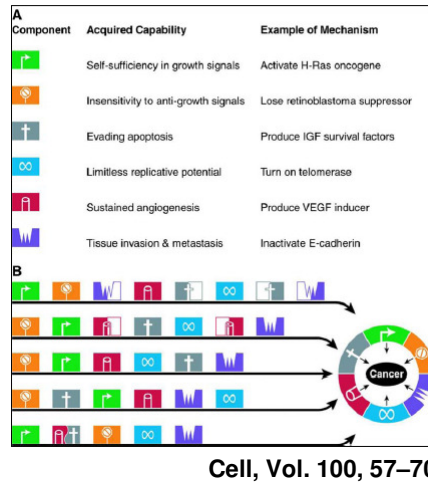 A
Component Acquired Capability Example of Mechanism
Self-sufficiency in growth signals Activate H-Ras oncogene
Insensitivity to anti-growth signals Lose retinoblastoma suppressor
Evading apoptosis Produce IGF survival factors
Limitless replicative potential Turn on telomerase
Sustained angiogenesis Produce VEGF inducer
Tissue invasion & metastasis Inactivate E-cadherin
B
Cancer
Cell, Vol. 100, 57–70